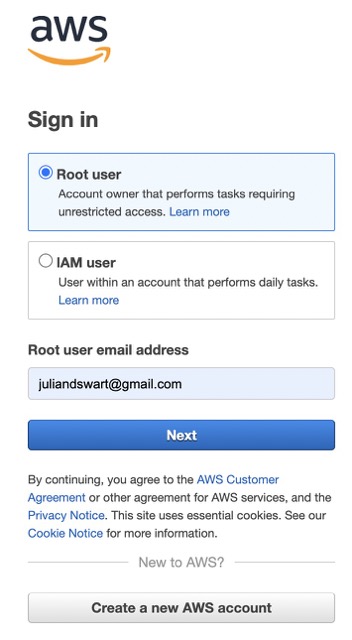 aws
Sign in
Root user
Account owner that performs tasks requiring
unrestricted access. Learn more
IAM user
User within an account that performs daily tasks.
Learn more
Root user email address
juliandswart@gmail.com
Next
By continuing, you agree to the AWS Customer
Agreement or other agreement for AWS services, and the
Privacy Notice. This site uses essential cookies. See our
Cookie Notice for more information.
New to AWS?
Create a new AWS account